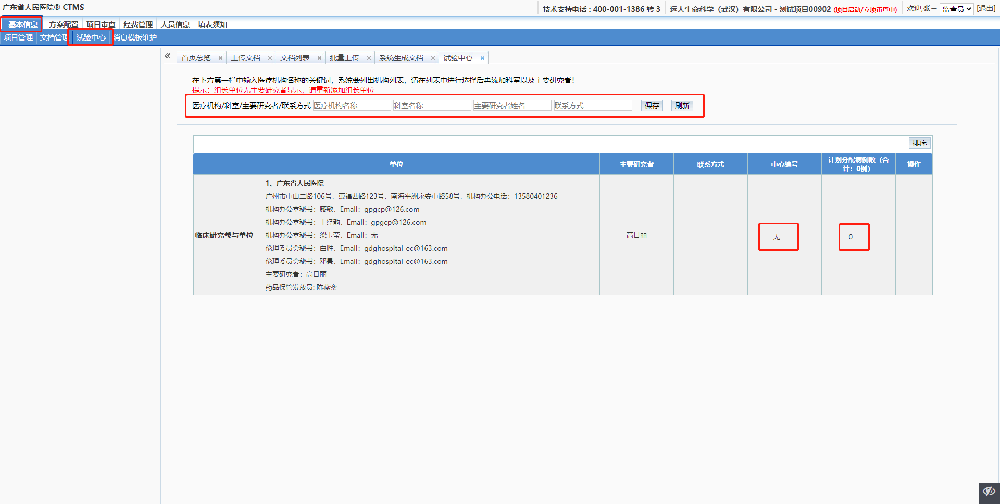 广东省人民医院® CTMS
技术支持电话：400-001-1386 转 3
远大生命科学（武汉）有限公司 - 测试项目00902 (项目启动/立项审查中)
欢迎,张三 监查员 [退出]
基本信息 方案配置 项目审查 经费管理 人员信息 填表须知
项目管理 文档管理 试验中心 消息模板维护
« 首页总览 × 上传文档 × 文档列表 × 批量上传 × 系统生成文档 × 试验中心 ×
在下方第一栏中输入医疗机构名称的关键词，系统会列出机构列表，请在列表中进行选择后再添加科室以及主要研究者！
提示：组长单位无主要研究者显示，请重新添加组长单位
医疗机构/科室/主要研究者/联系方式 医疗机构名称 科室名称 主要研究者姓名 联系方式 保存 刷新
排序
单位 主要研究者 联系方式 中心编号 计划分配病例数（合
计：0例) 操作
临床研究参与单位
1、广东省人民医院
广州市中山二路106号，惠福西路123号，南海平洲永安中路58号，机构办公电话：13580401236
机构办公室秘书：廖敏，Email：gpgcp@126.com
机构办公室秘书：王经韵，Email：gpgcp@126.com
机构办公室秘书：梁玉莹，Email：无
伦理委员会秘书：白胜，Email：gdghospital_ec@163.com
伦理委员会秘书：邓景，Email：gdghospital_ec@163.com
主要研究者：高日丽
药品保管发放员: 陈燕銮
高日丽
无
0